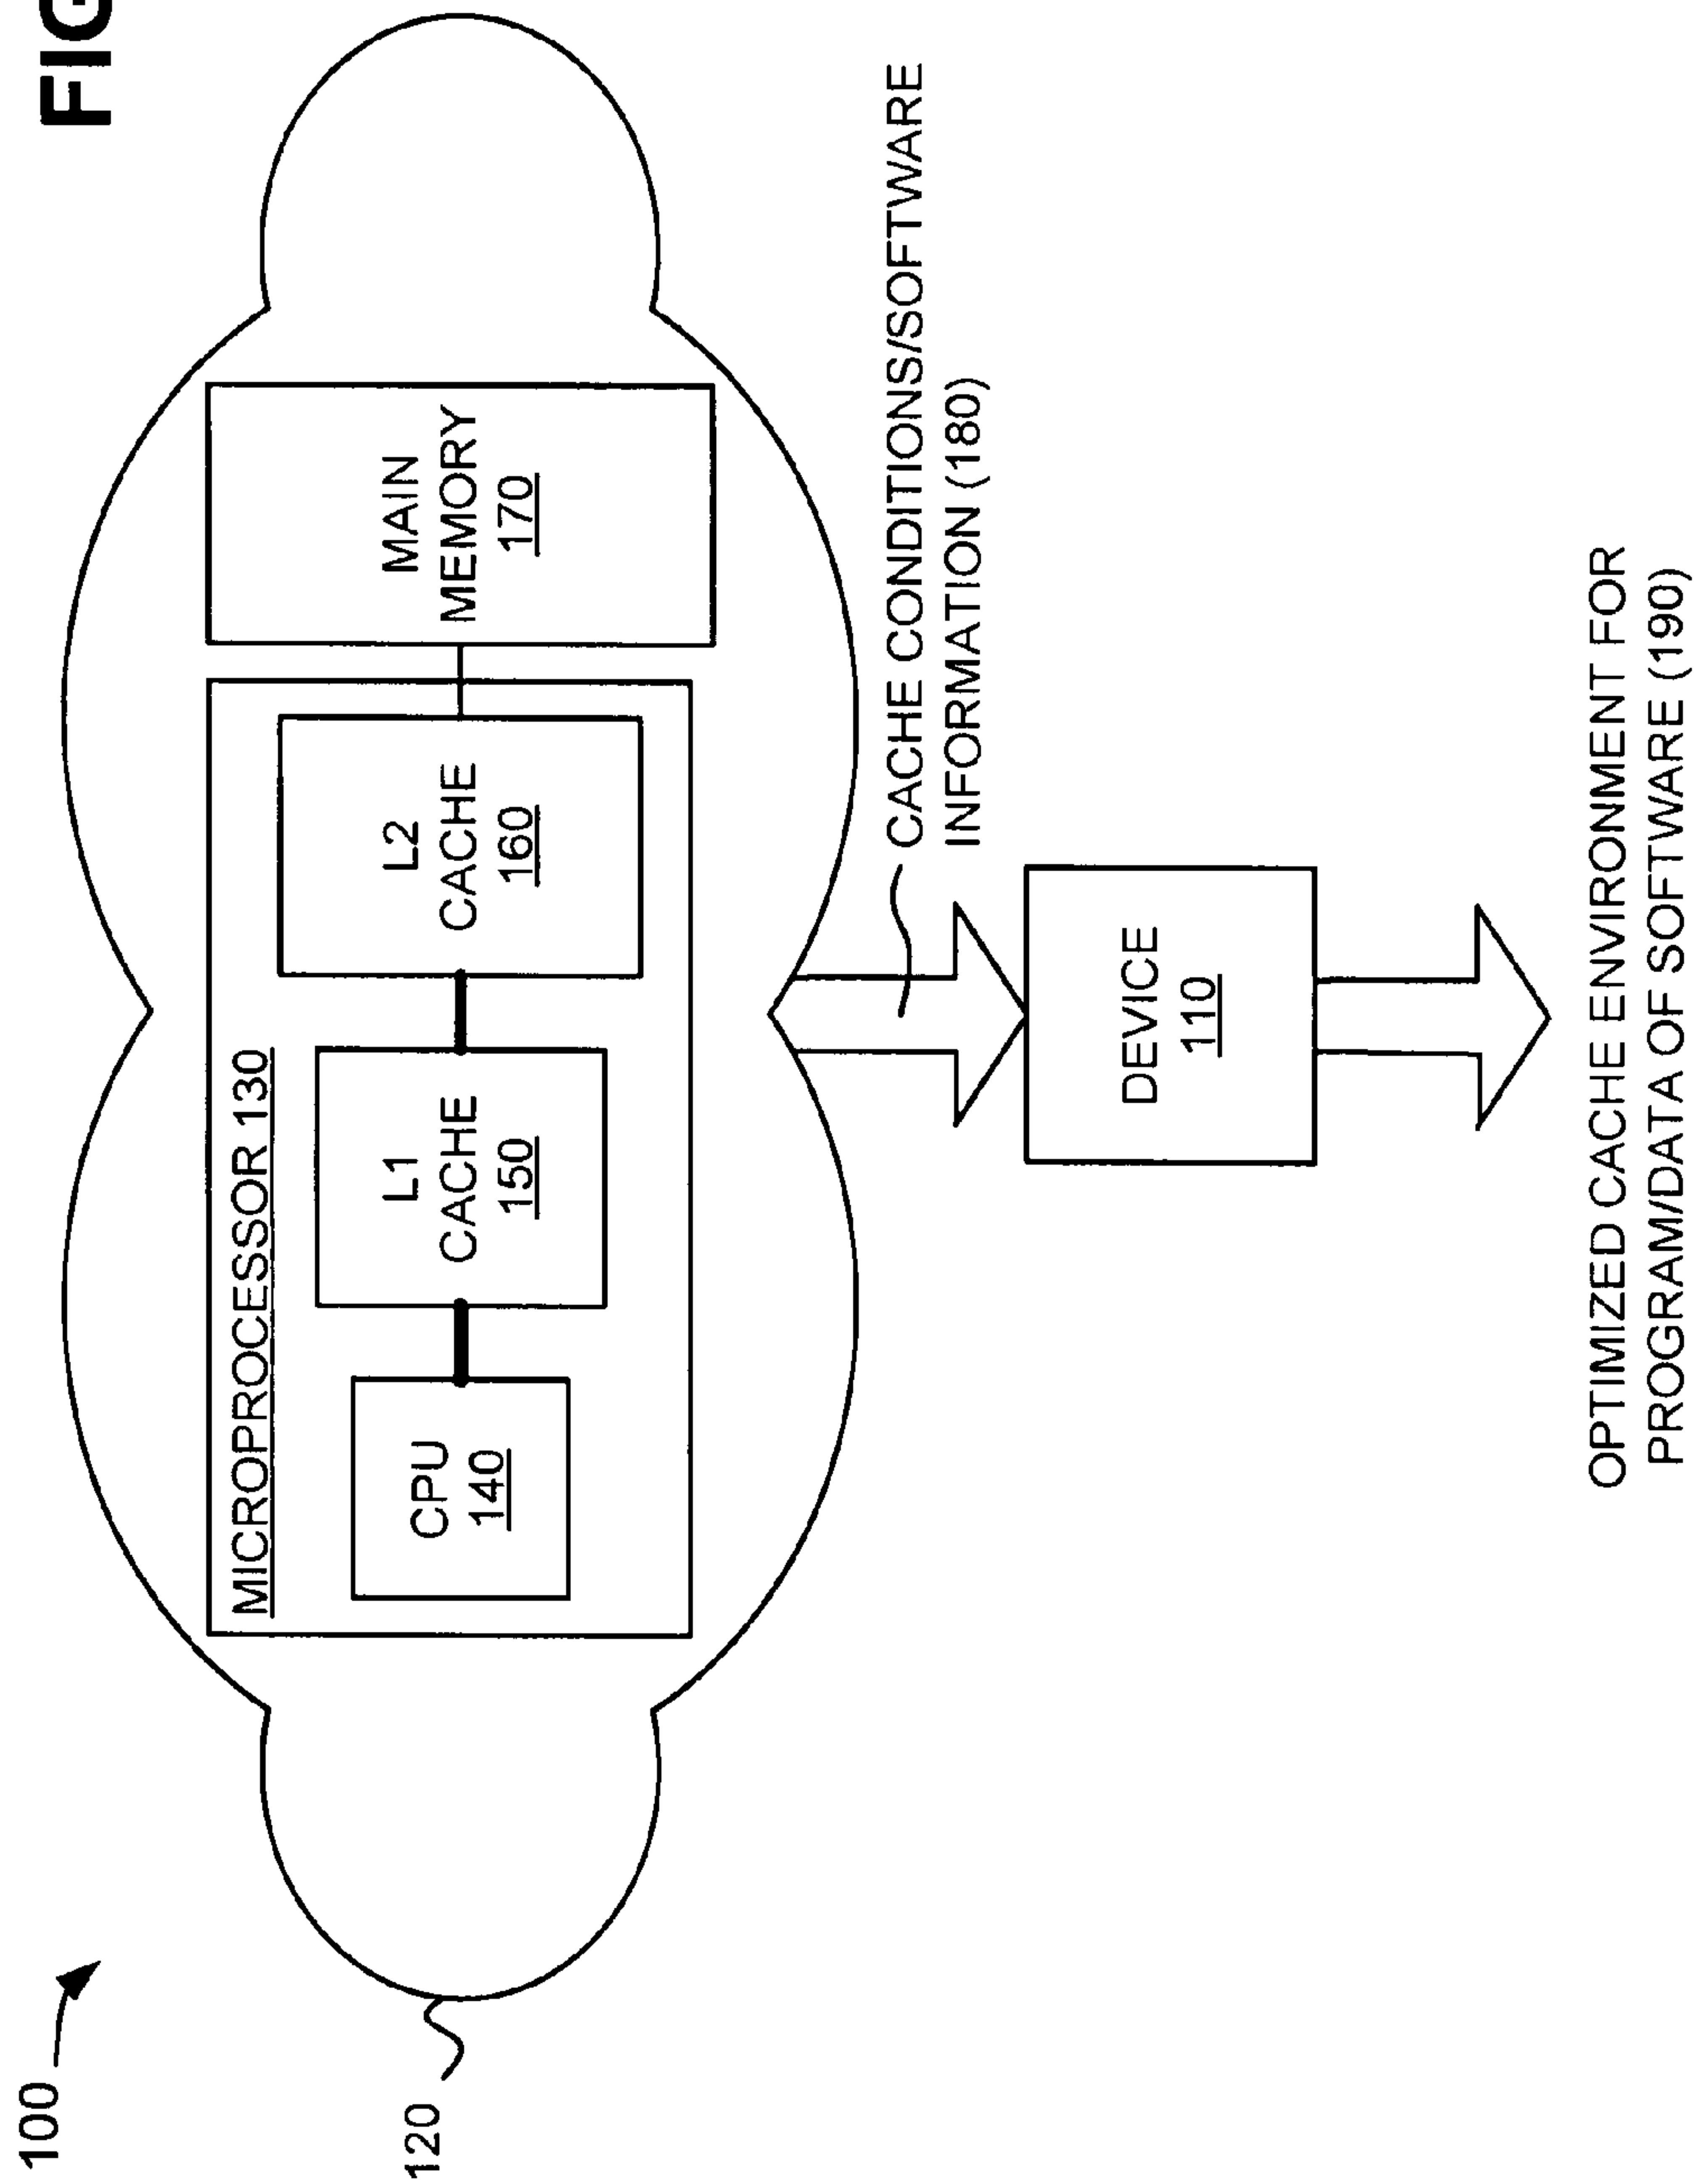 FIG
100
120
MICROPROCESSOR 130
CPU
140
L1
CACHE
150
L2
CACHE
160
MAIN
MEMORY
170
CACHE CONDITIONS/SOFTWARE
INFORMATION (180)
DEVICE
110
OPTIMIZED CACHE ENVIRONMENT FOR
PROGRAM/DATA OF SOFTWARE (190)